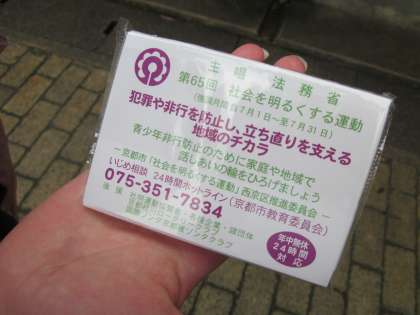 主唱 法務省
第65回 社会を明るくする運動
(強調月間 7月1日～7月31日)
犯罪や非行を防止し、立ち直りを支える
地域のチカラ
青少年非行防止のために家庭や地域で
話しあいの輪をひろげましょう
－京都市「社会を明るくする運動」西京区推進委員会－
いじめ相談 24時間ホットライン(京都市教育委員会)
075-351-7834
後援
年中無休
24時間
対応